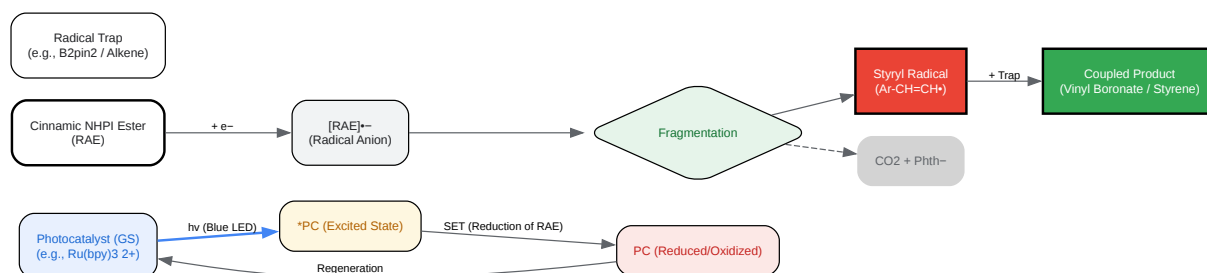 Radical Trap
(e.g., B2pin2 / Alkene)
Cinnamic NHPI Ester
(RAE)
+ e−
[RAE]•−
(Radical Anion)
Fragmentation
Styryl Radical
(Ar-CH=CH•)
+ Trap
Coupled Product
(Vinyl Boronate / Styrene)
CO2 + Phth−
Photocatalyst (GS)
(e.g., Ru(bpy)3 2+)
hν (Blue LED)
*PC (Excited State)
SET (Reduction of RAE)
PC (Reduced/Oxidized)
Regeneration